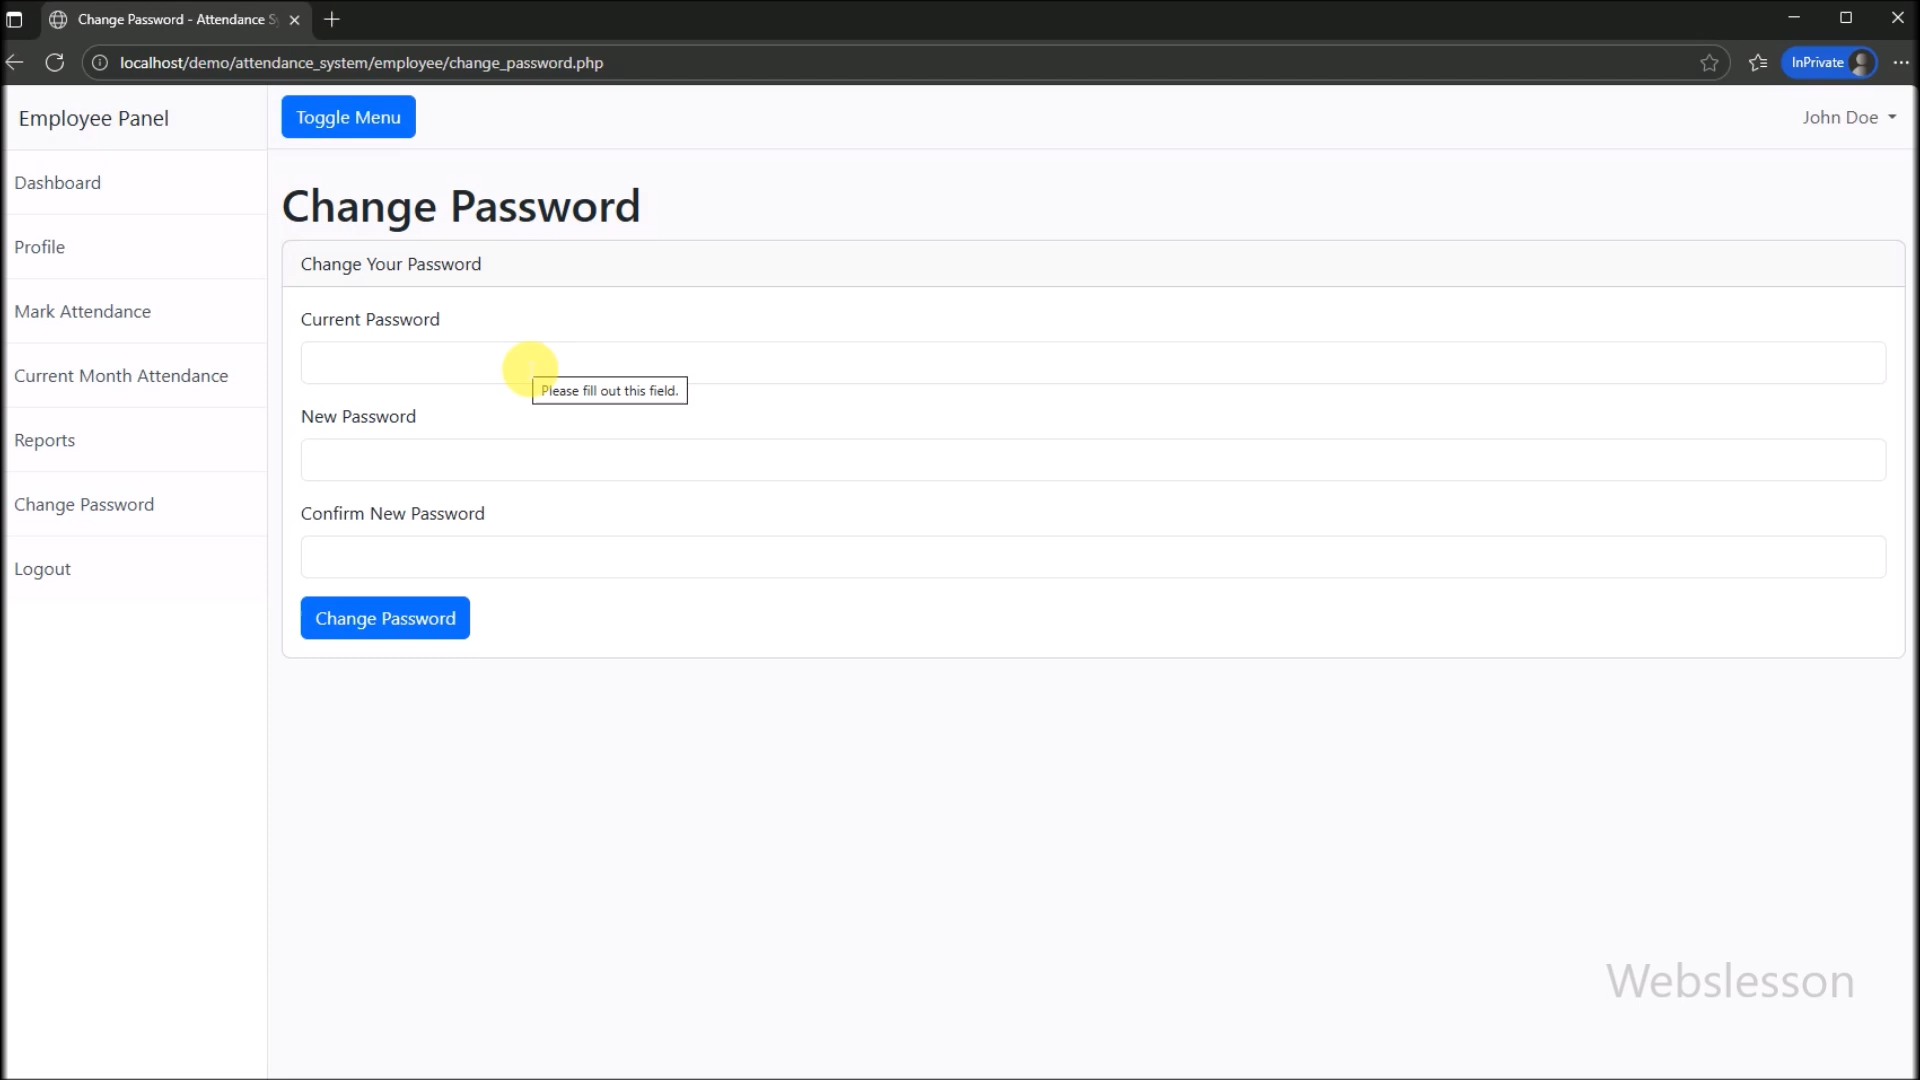 Change Password - Attendance S
localhost/demo/attendance_system/employee/change_password.php
InPrivate
Employee Panel
Toggle Menu
John Doe
Dashboard
Profile
Mark Attendance
Current Month Attendance
Reports
Change Password
Logout
Change Password
Change Your Password
Current Password
Please fill out this field.
New Password
Confirm New Password
Change Password
Webslesson